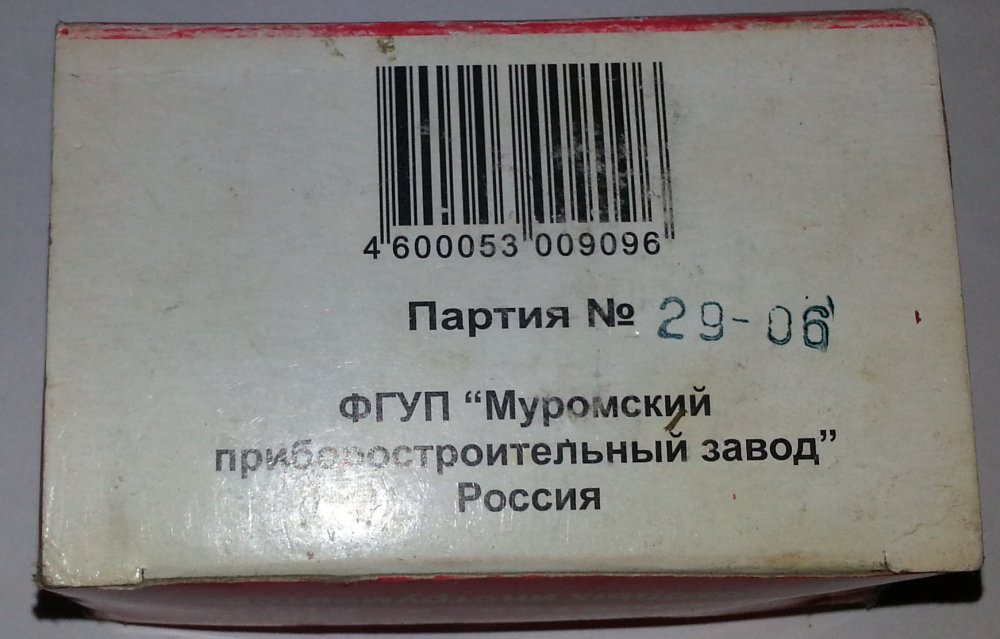 4 600053 009096
Партия № 29-06
ФГУП “Муромский
приборостроительный завод”
Россия